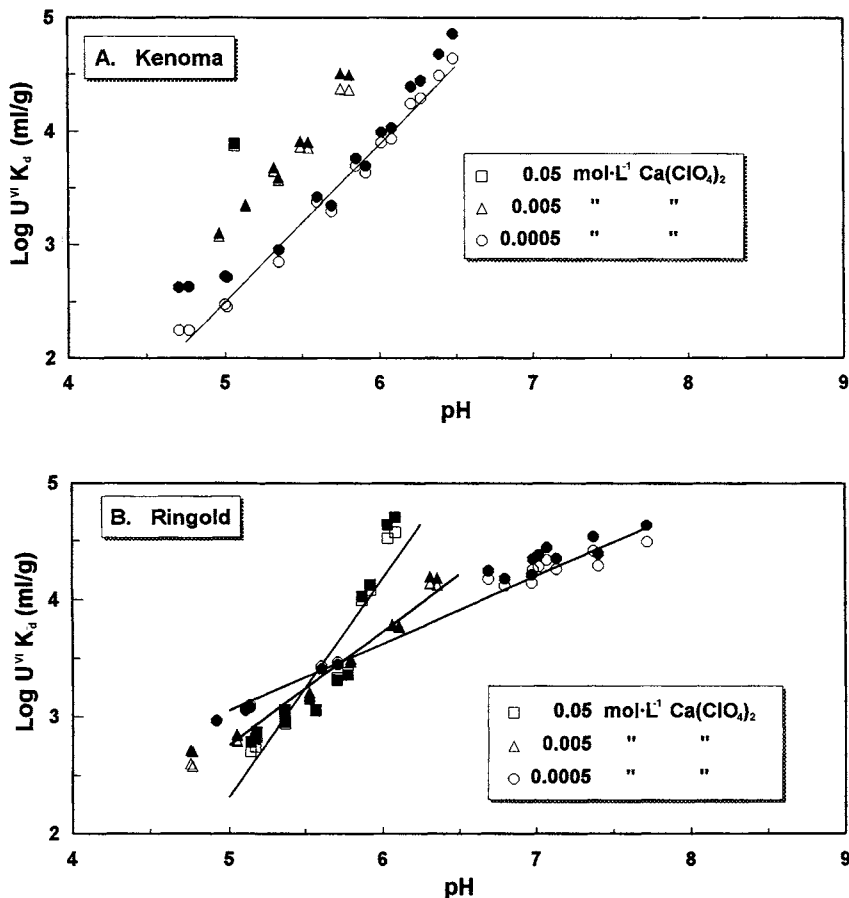 A. Kenoma
Log U^VI K_d (ml/g)
5
4
3
2
0.05 mol·L⁻¹ Ca(ClO₄)₂
0.005 " "
0.0005 " "
4 5 6 7 8 9
pH
B. Ringold
Log U^VI K_d (ml/g)
5
4
3
2
0.05 mol·L⁻¹ Ca(ClO₄)₂
0.005 " "
0.0005 " "
4 5 6 7 8 9
pH